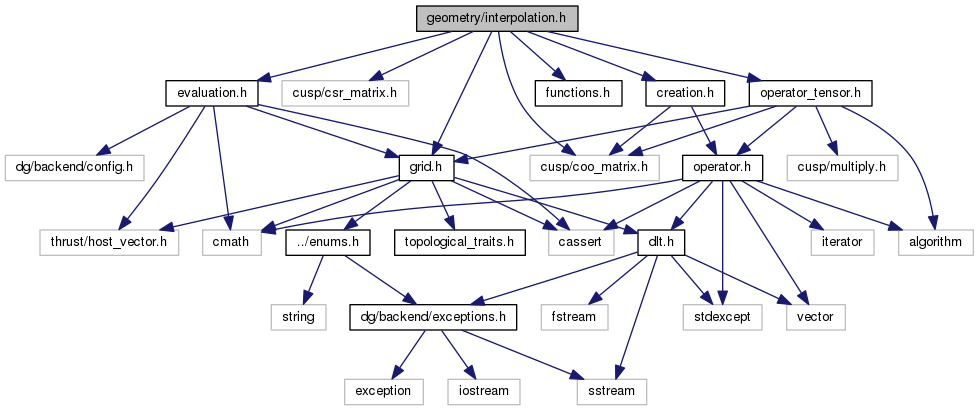 geometry/interpolation.h
evaluation.h
cusp/csr_matrix.h
functions.h
creation.h
operator_tensor.h
dg/backend/config.h
grid.h
cusp/coo_matrix.h
operator.h
cusp/multiply.h
thrust/host_vector.h
cmath
../enums.h
topological_traits.h
cassert
dlt.h
iterator
algorithm
string
dg/backend/exceptions.h
fstream
stdexcept
vector
exception
iostream
sstream